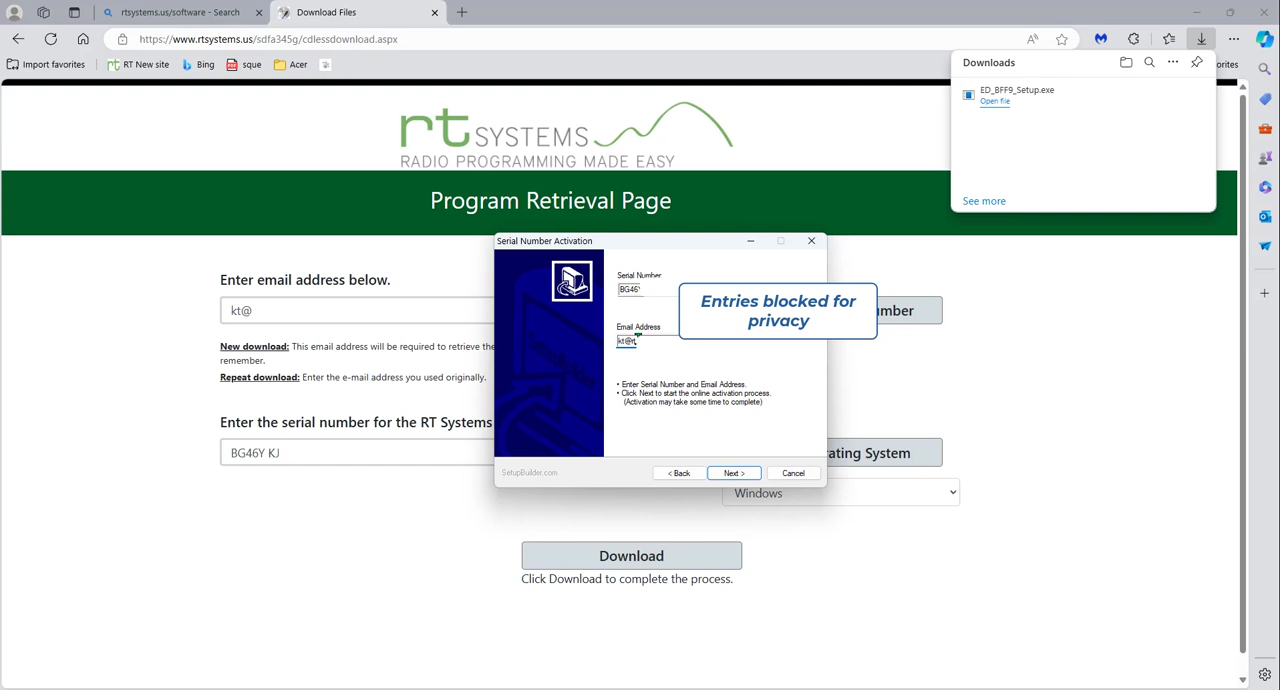 rtsystems.us/software - Search
Download Files
https://www.rtsystems.us/sdfa345g/cdlessdownload.aspx
Import favorites
RT New site
Bing
sque
Acer
orites
Downloads
ED_BFF9_Setup.exe
Open file
See more
rt SYSTEMS
RADIO PROGRAMMING MADE EASY
Program Retrieval Page
Enter email address below.
kt@
umber
New download: This email address will be required to retrieve the
remember.
Repeat download: Enter the e-mail address you used originally.
Enter the serial number for the RT Systems
BG46Y KJ
ating System
Windows
Download
Click Download to complete the process.
Serial Number Activation
Serial Number
BG46
Entries blocked for
privacy
Email Address
kt@rt
• Enter Serial Number and Email Address.
• Click Next to start the online activation process.
(Activation may take some time to complete)
SetupBuilder.com
< Back
Next >
Cancel